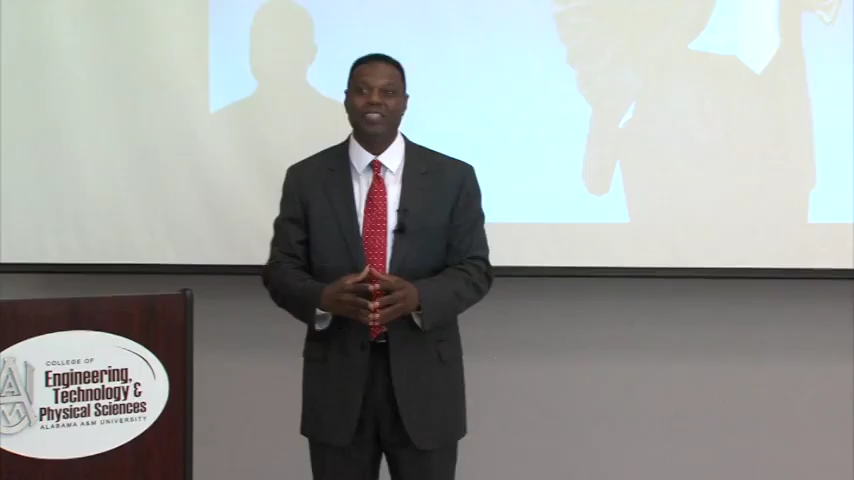 COLLEGE OF
Engineering,
Technology &
Physical Sciences
ALABAMA A&M UNIVERSITY